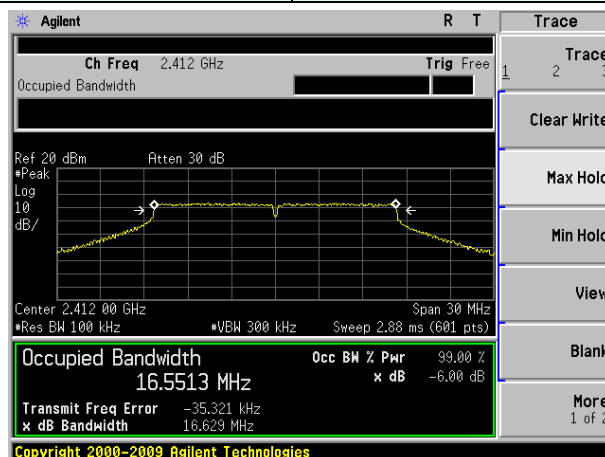 Agilent R T Trace
Ch Freq 2.412 GHz Trig Free
Occupied Bandwidth
Trace
1 2 3
Clear Write
Max Hold
Min Hold
View
Blank
More
1 of 2
Ref 20 dBm Atten 30 dB
#Peak
Log
10
dB/
Center 2.412 00 GHz Span 30 MHz
#Res BW 100 kHz #VBW 300 kHz Sweep 2.88 ms (601 pts)
Occupied Bandwidth Occ BW % Pwr 99.00 %
16.5513 MHz x dB -6.00 dB
Transmit Freq Error -35.321 kHz
x dB Bandwidth 16.629 MHz
Copyright 2000-2009 Agilent Technologies